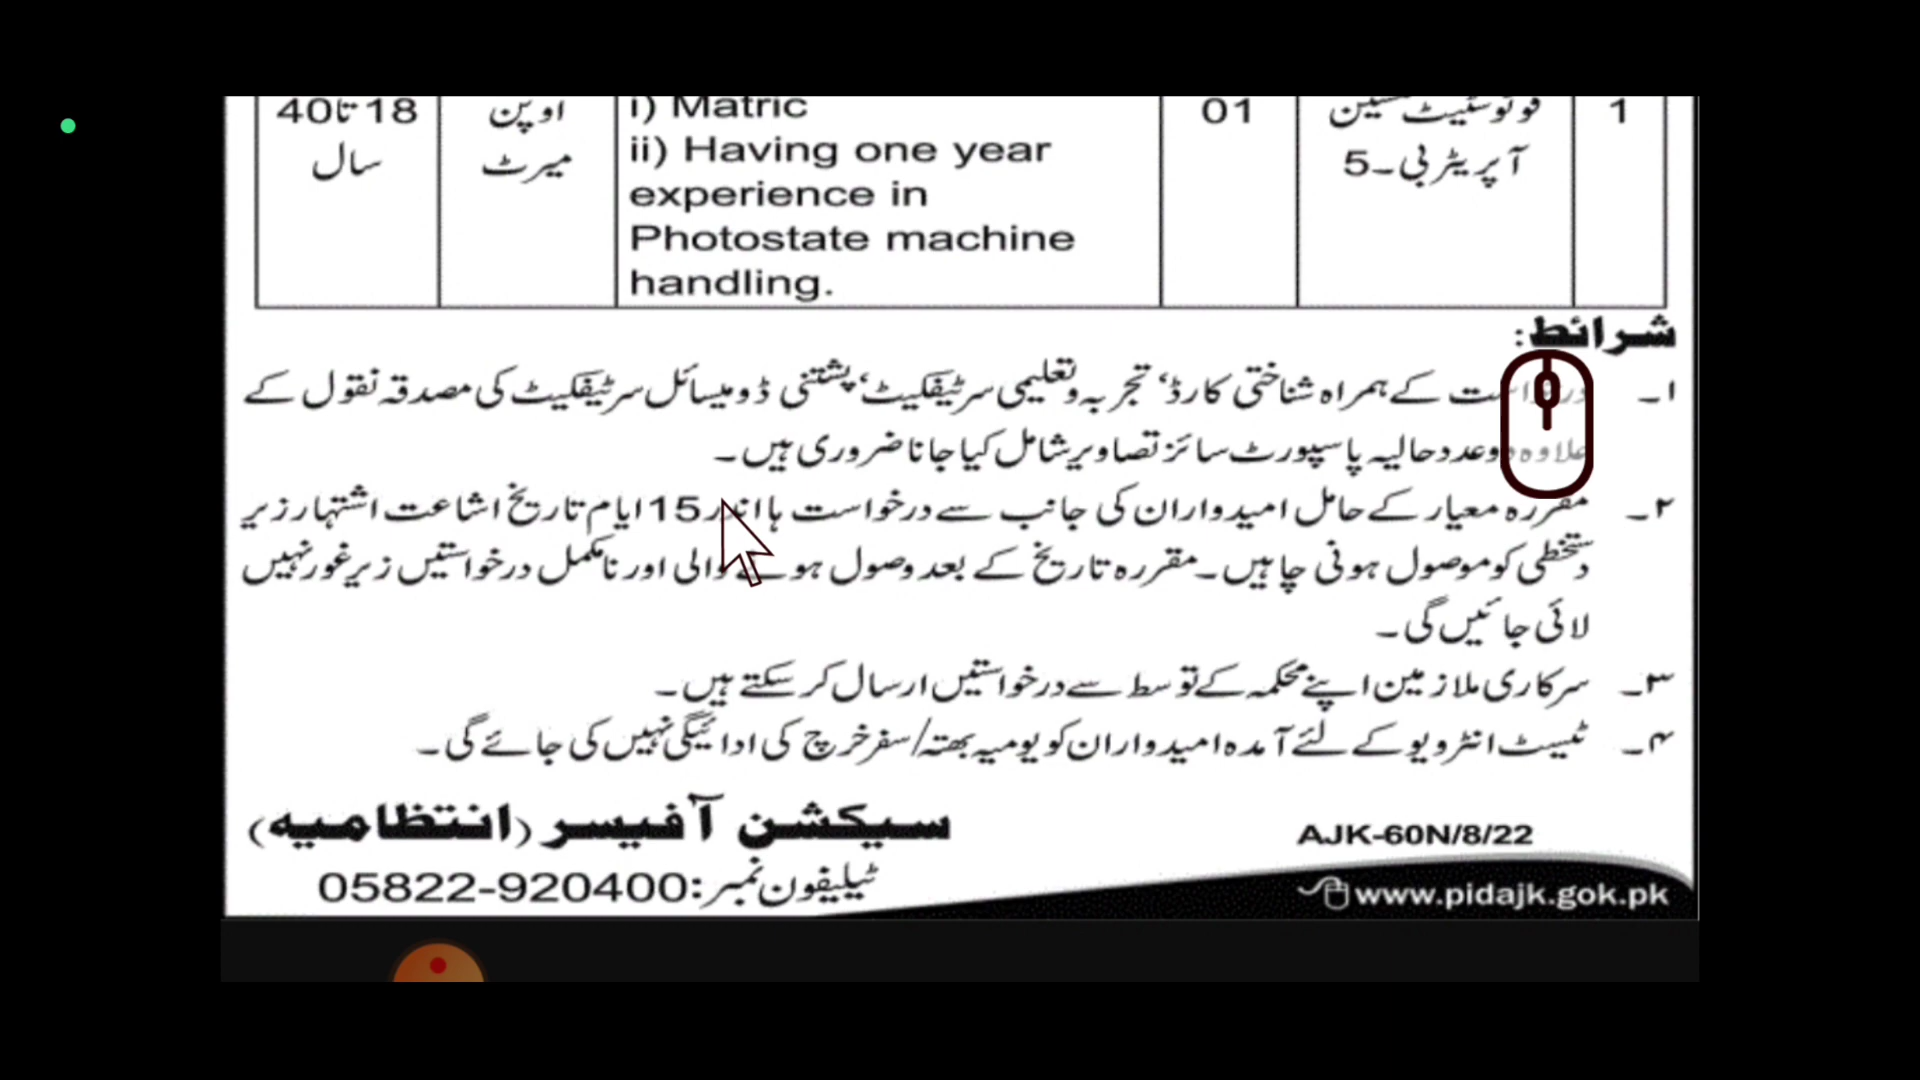 1
فوٹوسٹیٹ مشین
آپریٹر بی۔5
01
i) Matric
ii) Having one year
experience in
Photostate machine
handling.
اوپن
میرٹ
18 تا 40
سال
شرائط:
۱۔ درخواست کے ہمراہ شناختی کارڈ، تجربہ و تعلیمی سرٹیفکیٹ، پشتنی ڈومیسائل سرٹیفکیٹ کی مصدقہ نقول کے
علاوہ دو عدد حالیہ پاسپورٹ سائز تصاویر شامل کیا جانا ضروری ہیں۔
۲۔ مقررہ معیار کے حامل امیدواران کی جانب سے درخواست ہا اندر 15 ایام تاریخ اشاعت اشتہار زیر
دستخطی کو موصول ہونی چاہیں۔ مقررہ تاریخ کے بعد وصول ہونے والی اور نامکمل درخواستیں زیر غور نہیں
لائی جائیں گی۔
۳۔ سرکاری ملازمین اپنے محکمہ کے توسط سے درخواستیں ارسال کر سکتے ہیں۔
۴۔ ٹیسٹ انٹرویو کے لئے آمدہ امیدواران کو یومیہ بھتہ/سفر خرچ کی ادائیگی نہیں کی جائے گی۔
سیکشن آفیسر (انتظامیہ)
ٹیلیفون نمبر: 05822-920400
AJK-60N/8/22
www.pidajk.gok.pk